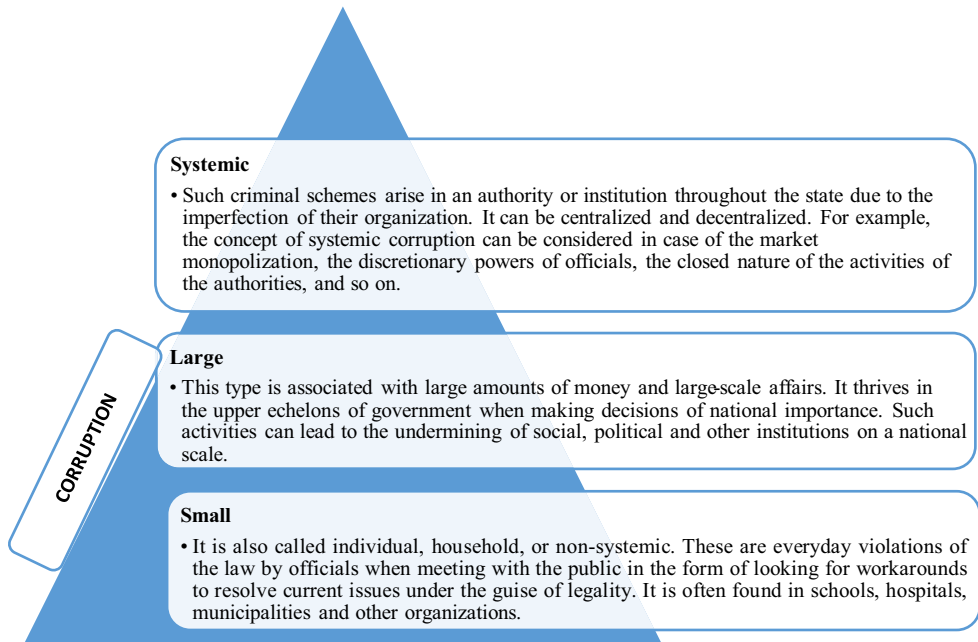 Systemic
• Such criminal schemes arise in an authority or institution throughout the state due to the
imperfection of their organization. It can be centralized and decentralized. For example,
the concept of systemic corruption can be considered in case of the market
monopolization, the discretionary powers of officials, the closed nature of the activities of
the authorities, and so on.
Large
• This type is associated with large amounts of money and large-scale affairs. It thrives in
the upper echelons of government when making decisions of national importance. Such
activities can lead to the undermining of social, political and other institutions on a national
scale.
CORRUPTION
Small
• It is also called individual, household, or non-systemic. These are everyday violations of
the law by officials when meeting with the public in the form of looking for workarounds
to resolve current issues under the guise of legality. It is often found in schools, hospitals,
municipalities and other organizations.